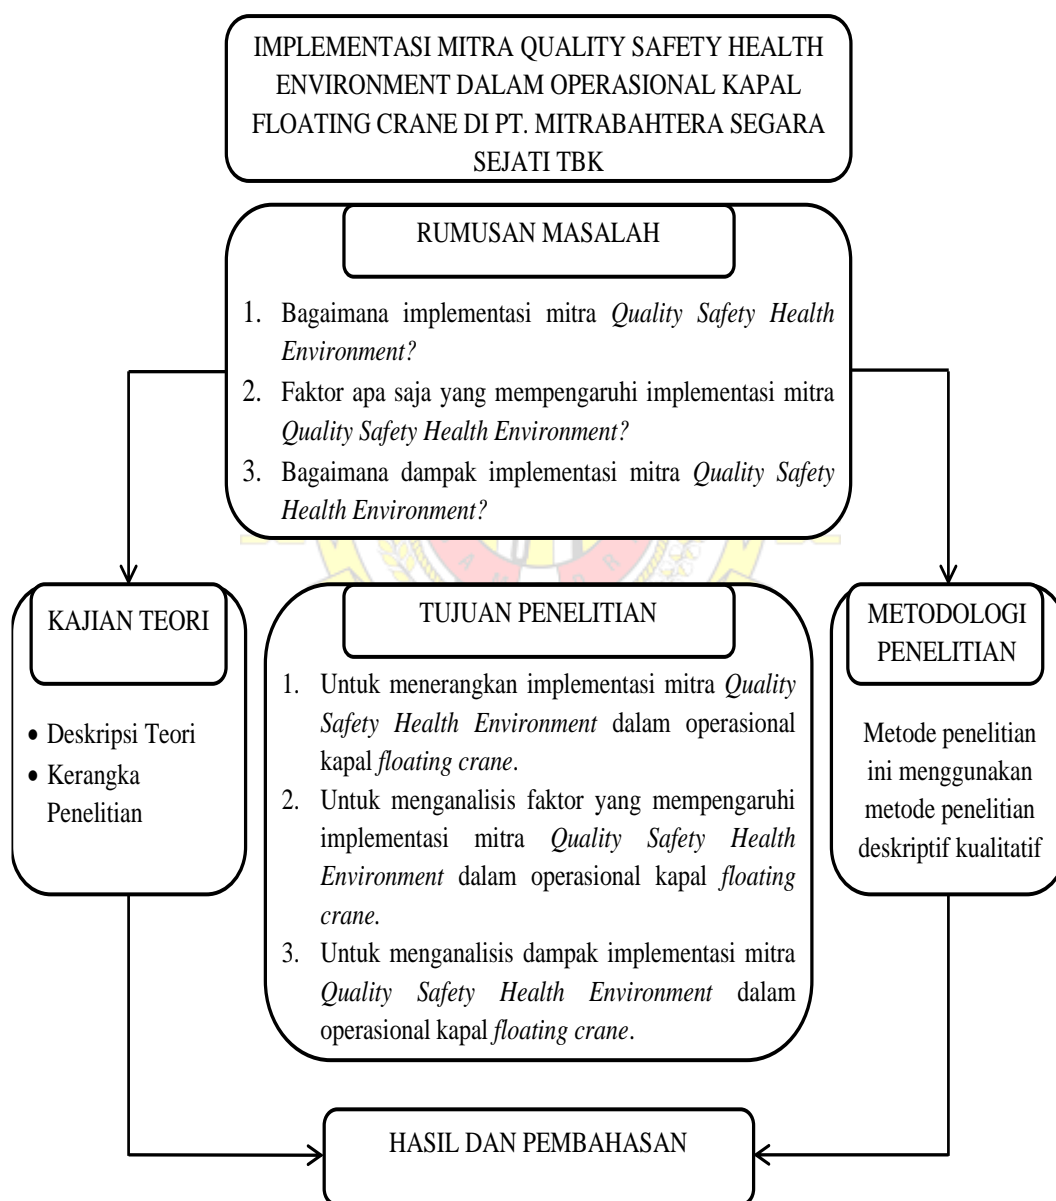 IMPLEMENTASI MITRA QUALITY SAFETY HEALTH
ENVIRONMENT DALAM OPERASIONAL KAPAL
FLOATING CRANE DI PT. MITRABAHTERA SEGARA
SEJATI TBK
RUMUSAN MASALAH
1. Bagaimana implementasi mitra Quality Safety Health
Environment?
2. Faktor apa saja yang mempengaruhi implementasi mitra
Quality Safety Health Environment?
3. Bagaimana dampak implementasi mitra Quality Safety
Health Environment?
KAJIAN TEORI
• Deskripsi Teori
• Kerangka
Penelitian
TUJUAN PENELITIAN
1. Untuk menerangkan implementasi mitra Quality
Safety Health Environment dalam operasional
kapal floating crane.
2. Untuk menganalisis faktor yang mempengaruhi
implementasi mitra Quality Safety Health
Environment dalam operasional kapal floating
crane.
3. Untuk menganalisis dampak implementasi mitra
Quality Safety Health Environment dalam
operasional kapal floating crane.
METODOLOGI
PENELITIAN
Metode penelitian
ini menggunakan
metode penelitian
deskriptif kualitatif
HASIL DAN PEMBAHASAN